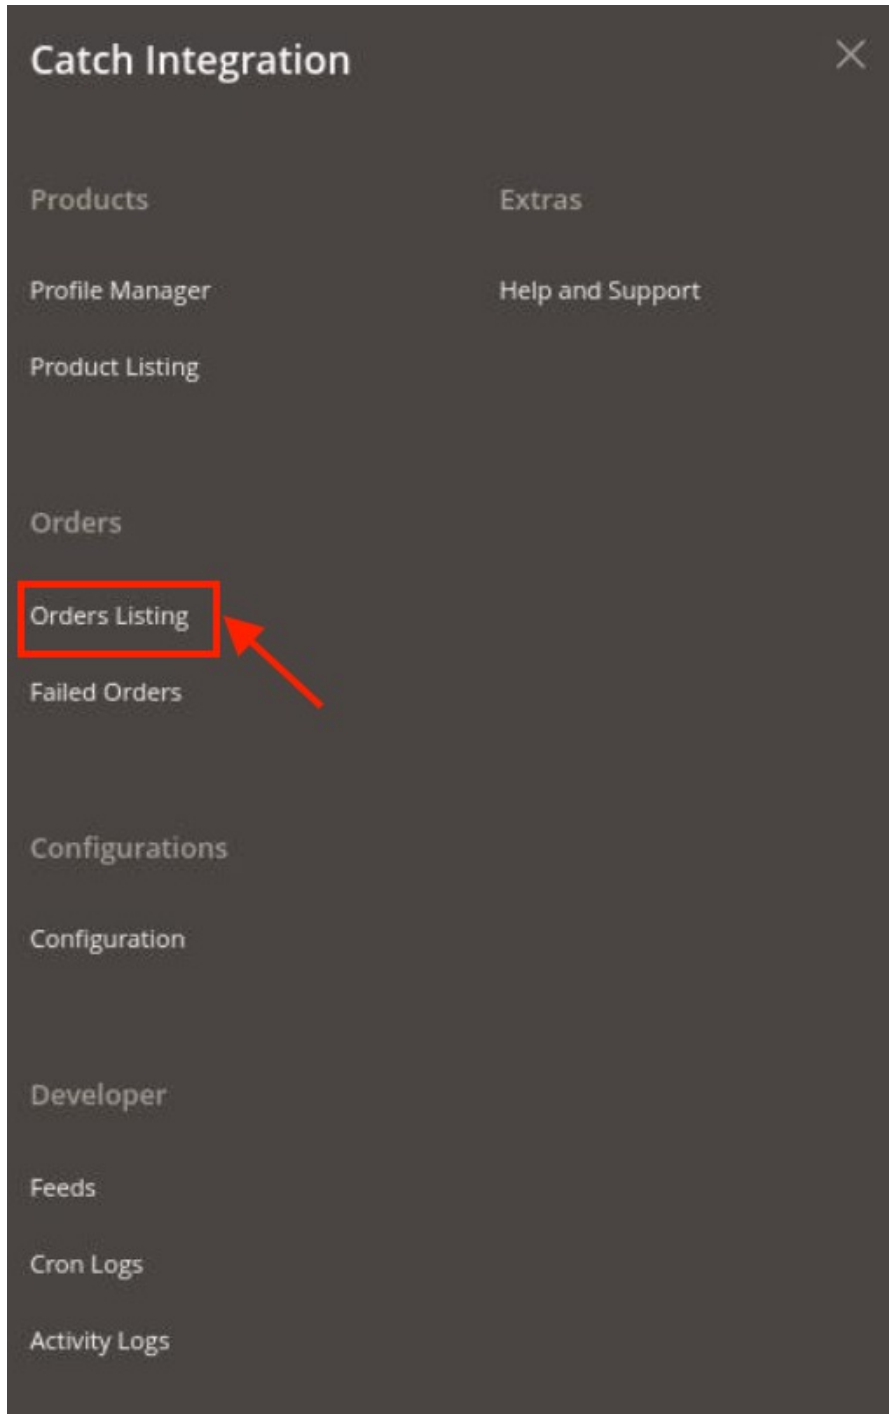 Catch Integration
Products
Profile Manager
Product Listing
Orders
Orders Listing
Failed Orders
Configurations
Configuration
Developer
Feeds
Cron Logs
Activity Logs
Extras
Help and Support